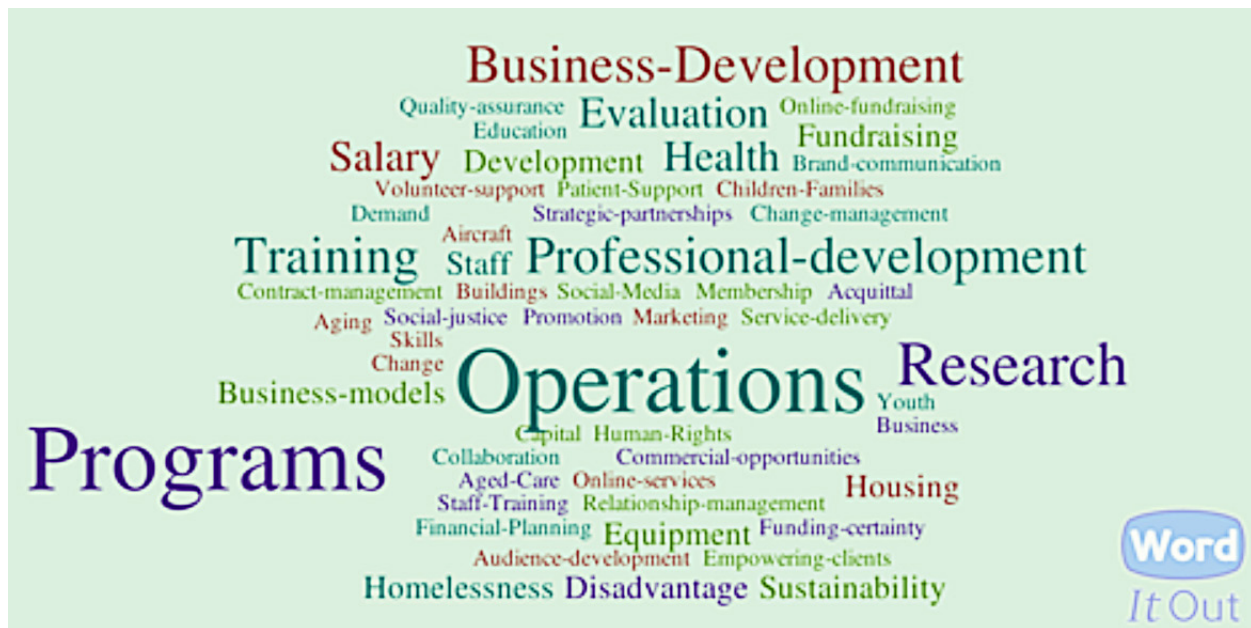 Business-Development
Quality-assurance Evaluation Online-fundraising
Education Fundraising
Salary Development Health Brand-communication
Volunteer-support Patient-Support Children-Families
Demand Strategic-partnerships Change-management
Aircraft
Training Staff Professional-development
Contract-management Buildings Social-Media Membership Acquittal
Aging Social-justice Promotion Marketing Service-delivery
Skills
Change
Business-models Operations Research
Youth
Business
Capital Human-Rights
Programs
Collaboration Commercial-opportunities
Aged-Care Online-services Housing
Staff-Training Relationship-management
Financial-Planning Equipment Funding-certainty
Audience-development Empowering-clients
Homelessness Disadvantage Sustainability
Word
It Out